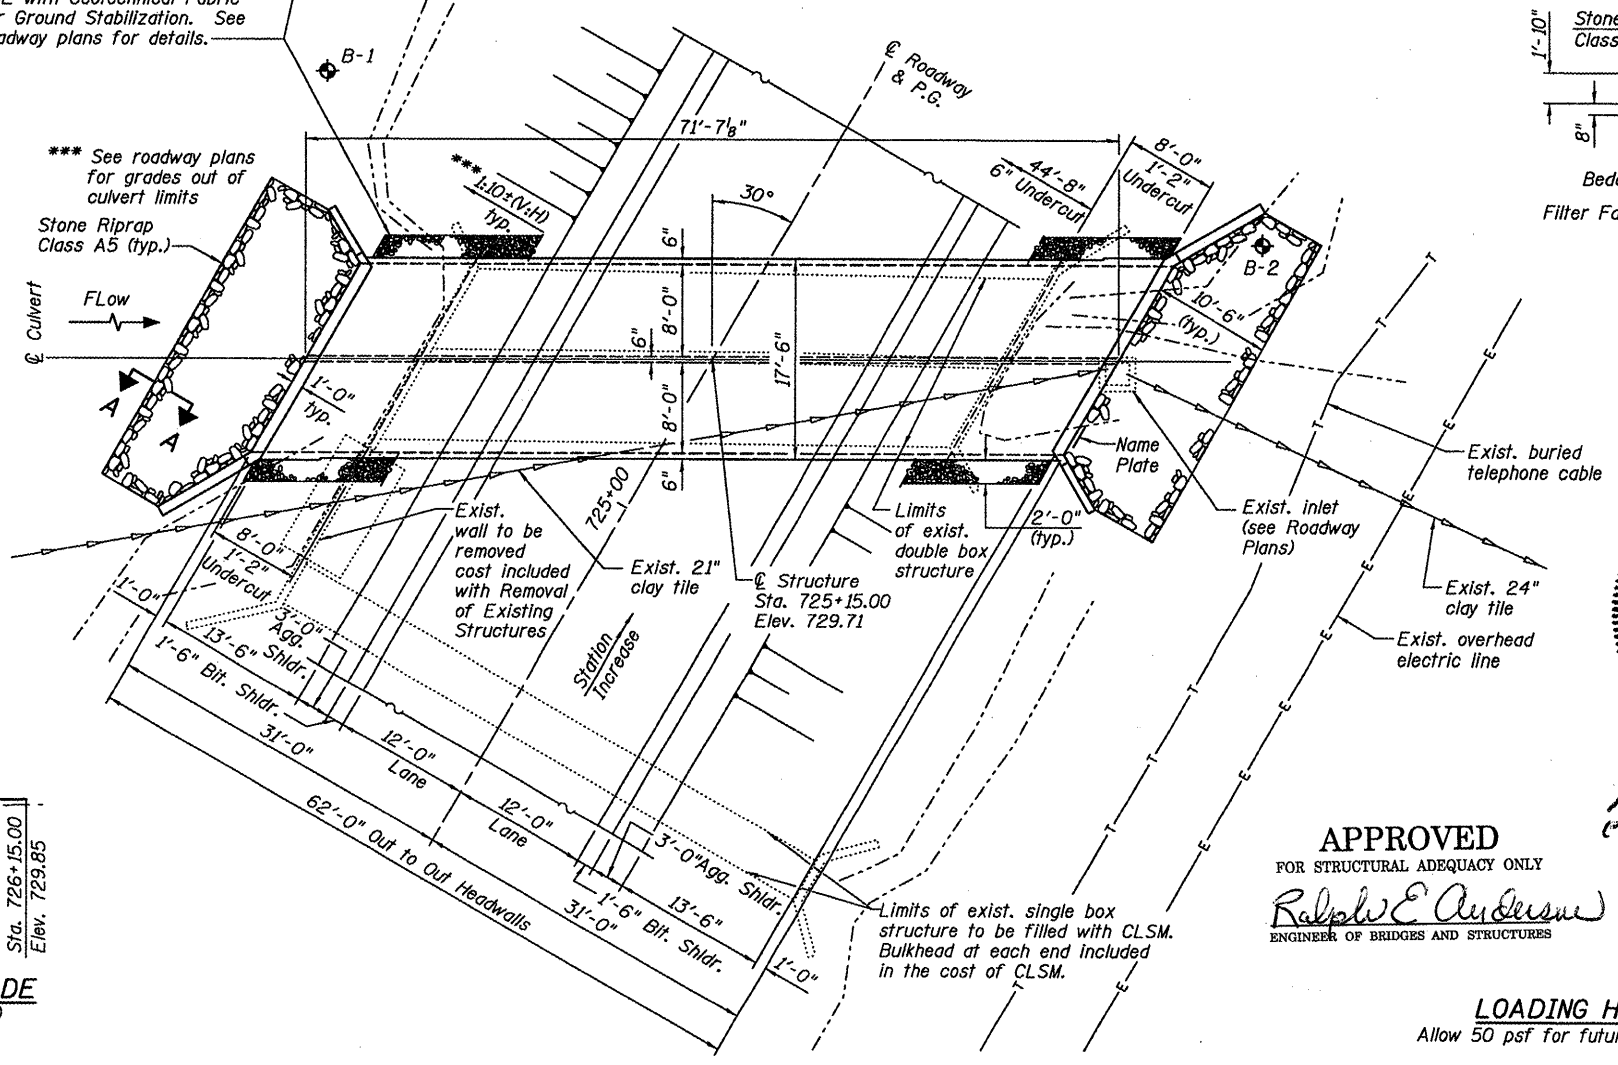 r Ground Stabilization. See
adway plans for details.
B-1
℄ Roadway
& P.G.
1'-10"
Stone
Class
8"
Bedd
Filter Fa
71'-7⅛"
*** See roadway plans
for grades out of
culvert limits
Stone Riprap
Class A5 (typ.)
***
1:10±(V:H)
typ.
30°
44'-8"
6" Undercut
8'-0"
1'-2"
Undercut
B-2
℄ Culvert
FLow
6"
8'-0"
6"
8'-0"
6"
17'-6"
10'-6"
(typ.)
1'-0"
typ.
A
A
Name
Plate
T
T
T
T
T
T
E
E
E
E
E
E
E
E
Exist. buried
telephone cable
Exist. inlet
(see Roadway
Plans)
Exist. 24"
clay tile
Exist. overhead
electric line
725+00
Limits
of exist.
double box
structure
2'-0"
(typ.)
Exist.
wall to be
removed
cost included
with Removal
of Existing
Structures
Exist. 21"
clay tile
℄ Structure
Sta. 725+15.00
Elev. 729.71
Station
Increase
8'-0"
1'-2"
Undercut
1'-0"
3'-0"
Agg.
Shldr.
13'-6"
1'-6" Bit. Shldr.
31'-0"
12'-0"
Lane
12'-0"
Lane
62'-0" Out to Out Headwalls
3'-0" Agg. Shldr.
13'-6"
1'-6" Bit. Shldr.
31'-0"
1'-0"
Limits of exist. single box
structure to be filled with CLSM.
Bulkhead at each end included
in the cost of CLSM.
Sta. 726+15.00
Elev. 729.85
DE
APPROVED
FOR STRUCTURAL ADEQUACY ONLY
Ralph E Anderson
ENGINEER OF BRIDGES AND STRUCTURES
LOADING H
Allow 50 psf for futur